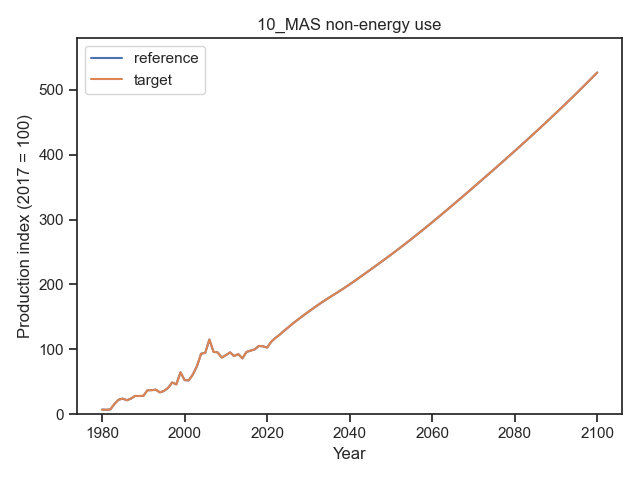 10_MAS non-energy use
reference
target
Production index (2017 = 100)
500
400
300
200
100
0
1980
2000
2020
2040
2060
2080
2100
Year